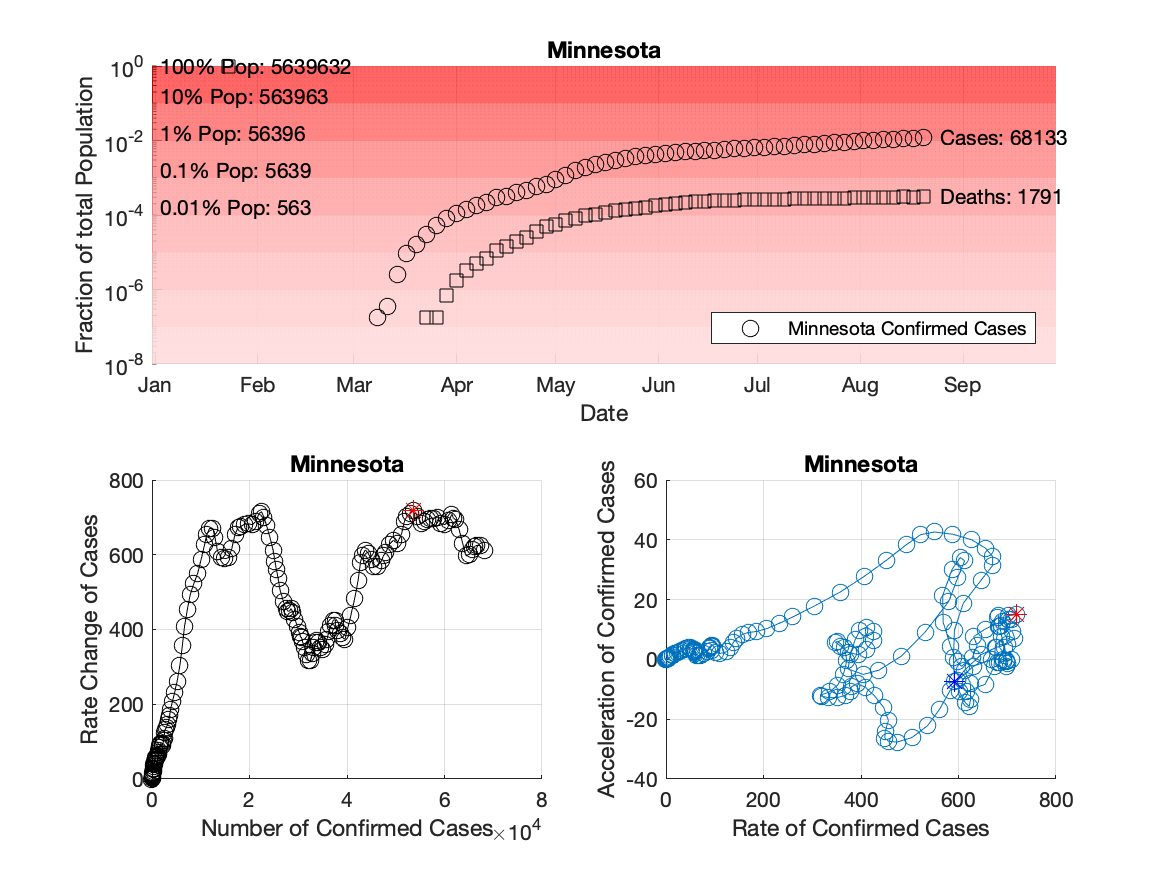 Minnesota
Fraction of total Population
10^0
10^-2
10^-4
10^-6
10^-8
100% Pop: 5639632
10% Pop: 563963
1% Pop: 56396
0.1% Pop: 5639
0.01% Pop: 563
Cases: 68133
Deaths: 1791
Minnesota Confirmed Cases
Jan Feb Mar Apr May Jun Jul Aug Sep
Date
Minnesota
Rate Change of Cases
800
600
400
200
0
0 2 4 6 8
Number of Confirmed Cases ×10^4
Minnesota
Acceleration of Confirmed Cases
60
40
20
0
-20
-40
0 200 400 600 800
Rate of Confirmed Cases